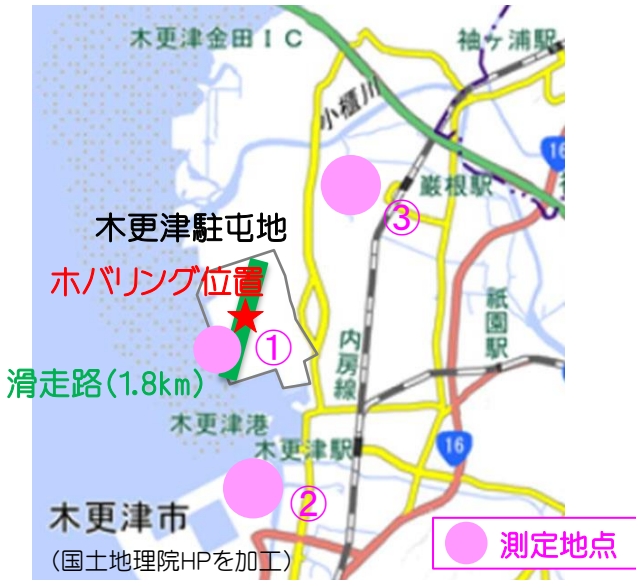 木更津金田IC
袖ヶ浦駅
小櫃川
16
巌根駅
③
木更津駐屯地
ホバリング位置
①
祇園駅
内房線
滑走路(1.8km)
木更津港
木更津駅
16
②
木更津市
(国土地理院HPを加工)
測定地点